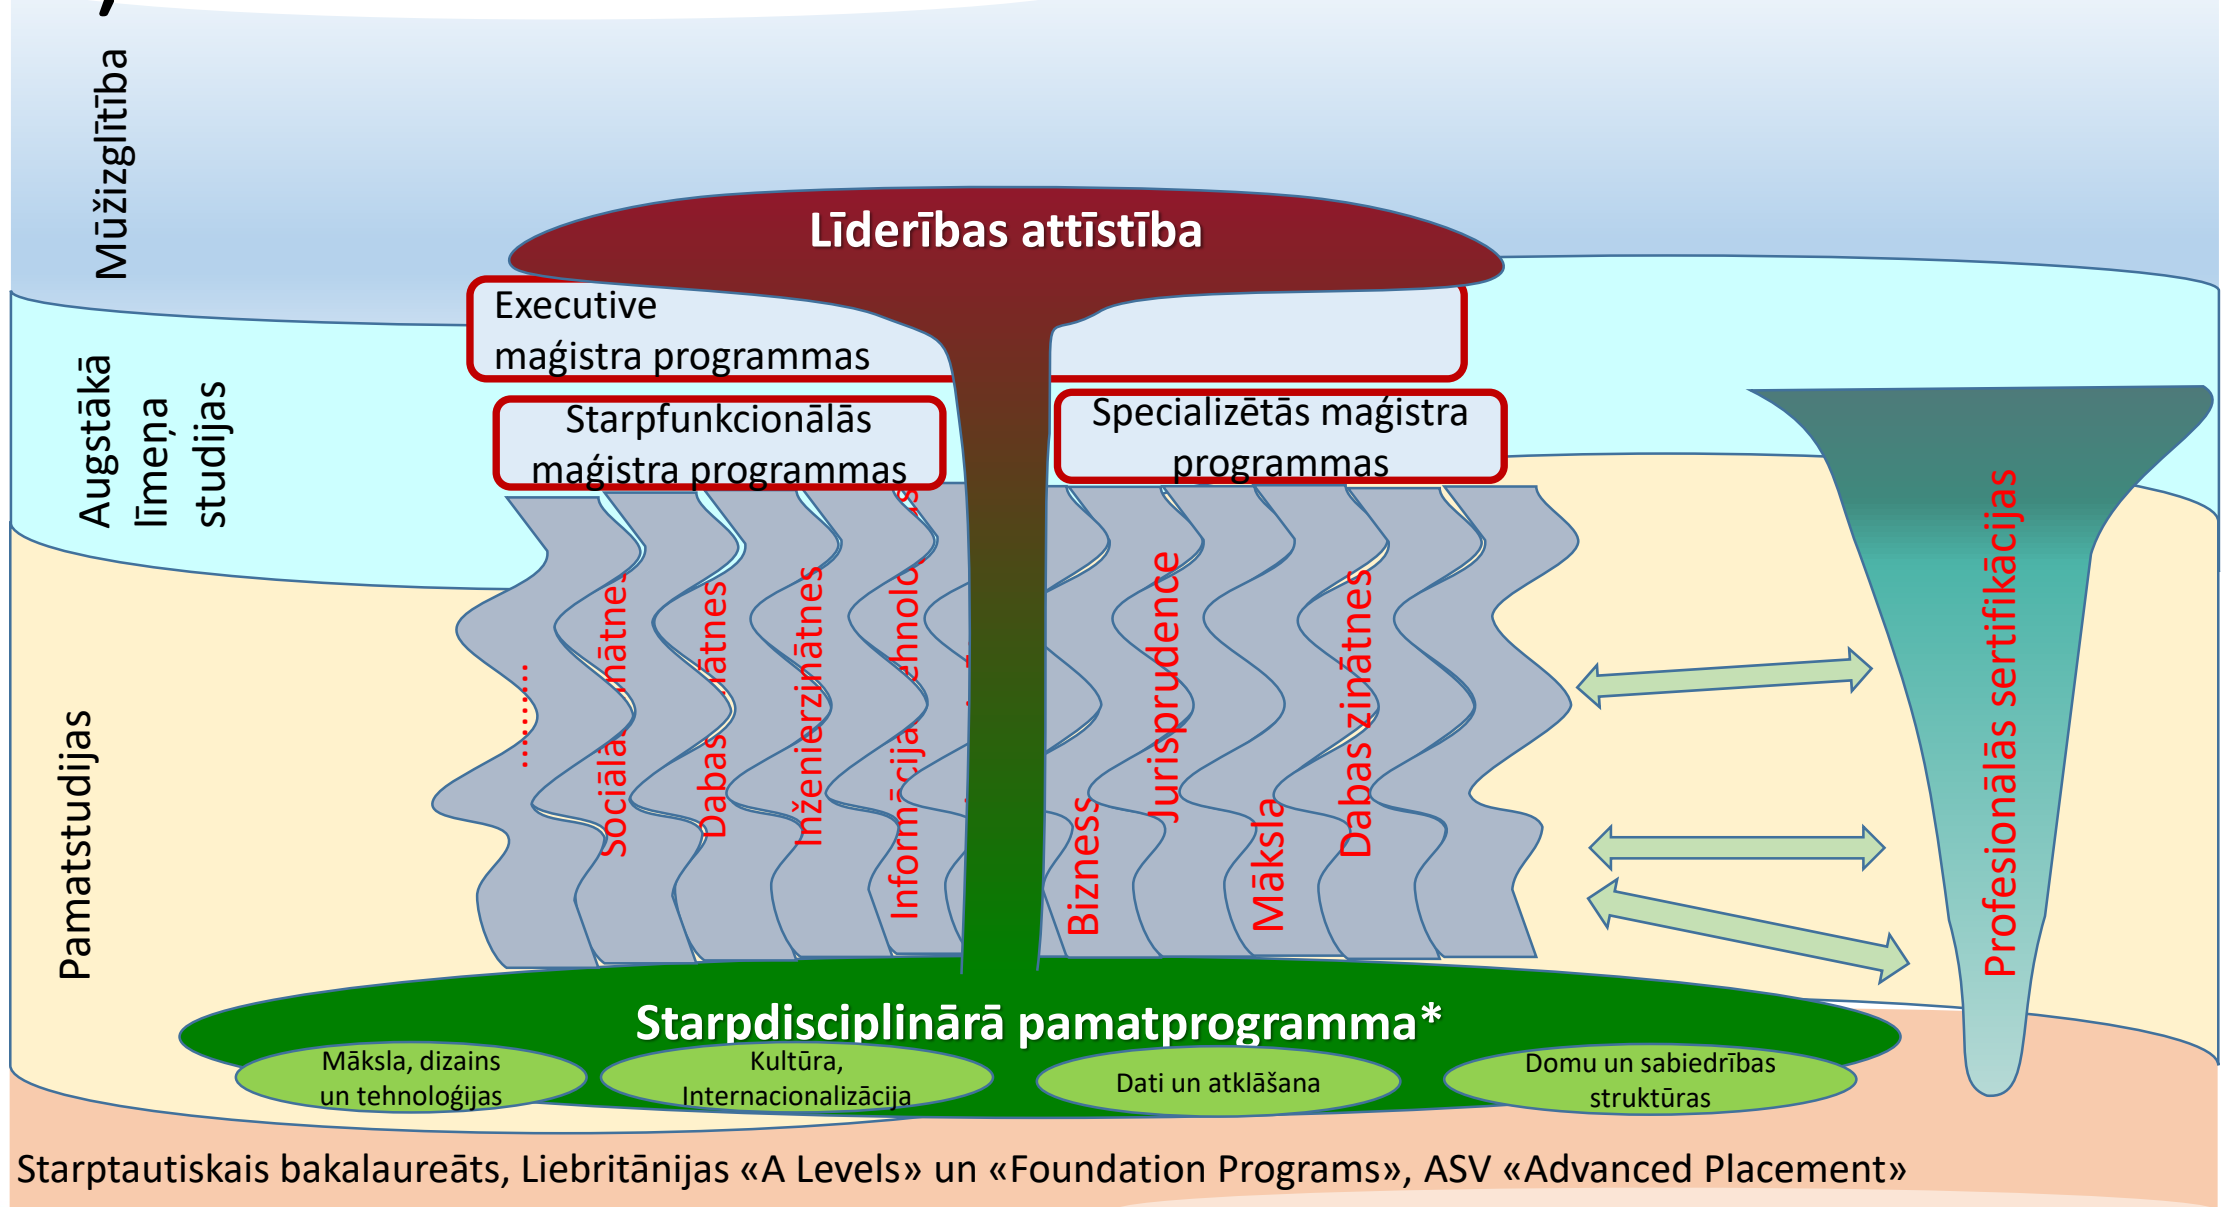 Mūžizglītība
Līderības attīstība
Executive
maģistra programmas
Augstākā
līmeņa
studijas
Starpfunkcionālās
maģistra programmas
Specializētās maģistra
programmas
Pamatstudijas
.........
Dabas
Inženierzinātnes
Bizness
Jurisprudence
Māksla
Dabas zinātnes
Profesionālās sertifikācijas
Starpdisciplinārā pamatprogramma*
Māksla, dizains
un tehnoloģijas
Kultūra,
Internacionalizācija
Dati un atklāšana
Domu un sabiedrības
struktūras
Starptautiskais bakalaureāts, Liebritānijas «A Levels» un «Foundation Programs», ASV «Advanced Placement»